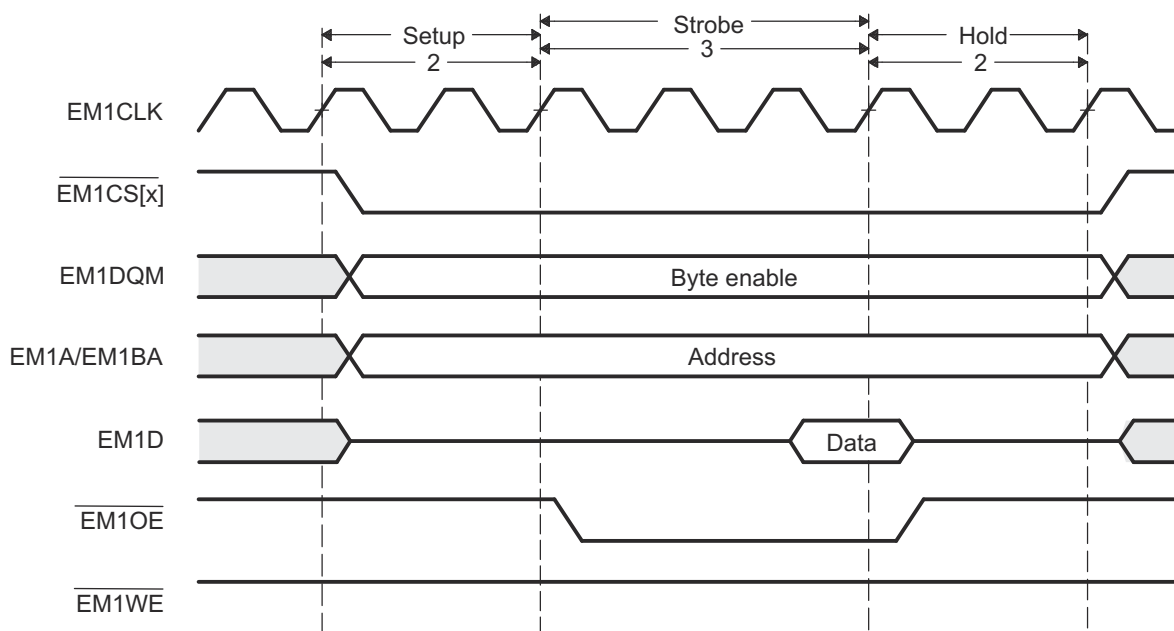 Setup
2
Strobe
3
Hold
2
EM1CLK
EM1CS[x]
EM1DQM
Byte enable
EM1A/EM1BA
Address
EM1D
Data
EM1OE
EM1WE